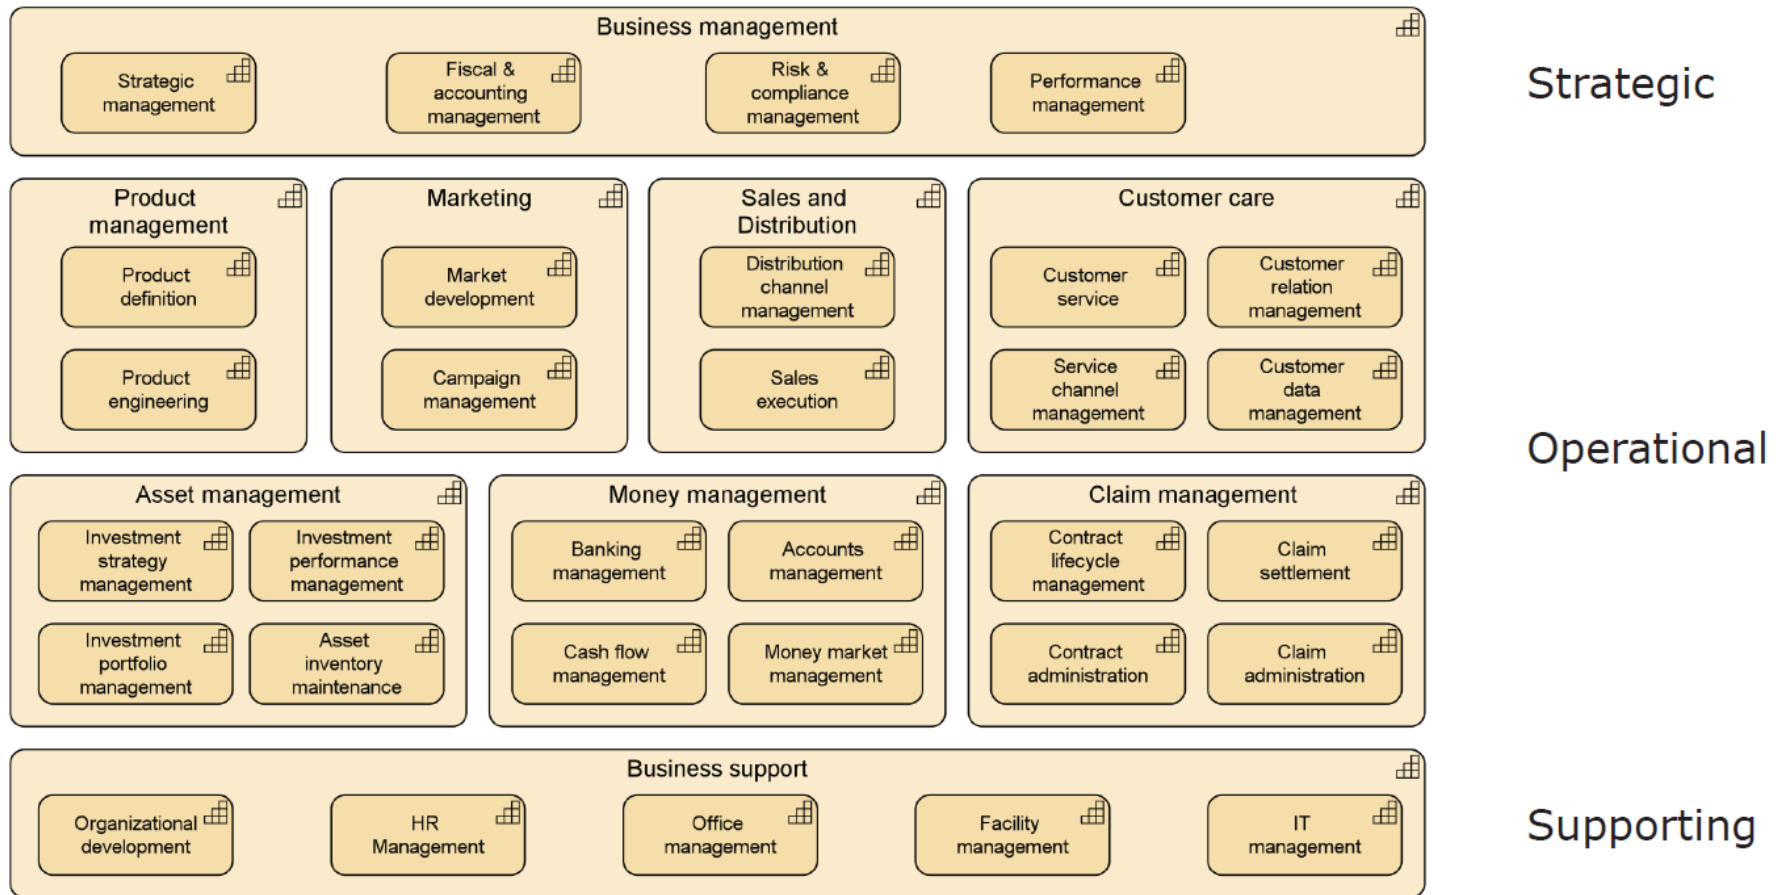 Business management
Strategic
management
Fiscal &
accounting
management
Risk &
compliance
management
Performance
management
Strategic
Product
management
Product
definition
Product
engineering
Marketing
Market
development
Campaign
management
Sales and
Distribution
Distribution
channel
management
Sales
execution
Customer care
Customer
service
Customer
relation
management
Service
channel
management
Customer
data
management
Operational
Asset management
Investment
strategy
management
Investment
performance
management
Investment
portfolio
management
Asset
inventory
maintenance
Money management
Banking
management
Accounts
management
Cash flow
management
Money market
management
Claim management
Contract
lifecycle
management
Claim
settlement
Contract
administration
Claim
administration
Business support
Organizational
development
HR
Management
Office
management
Facility
management
IT
management
Supporting